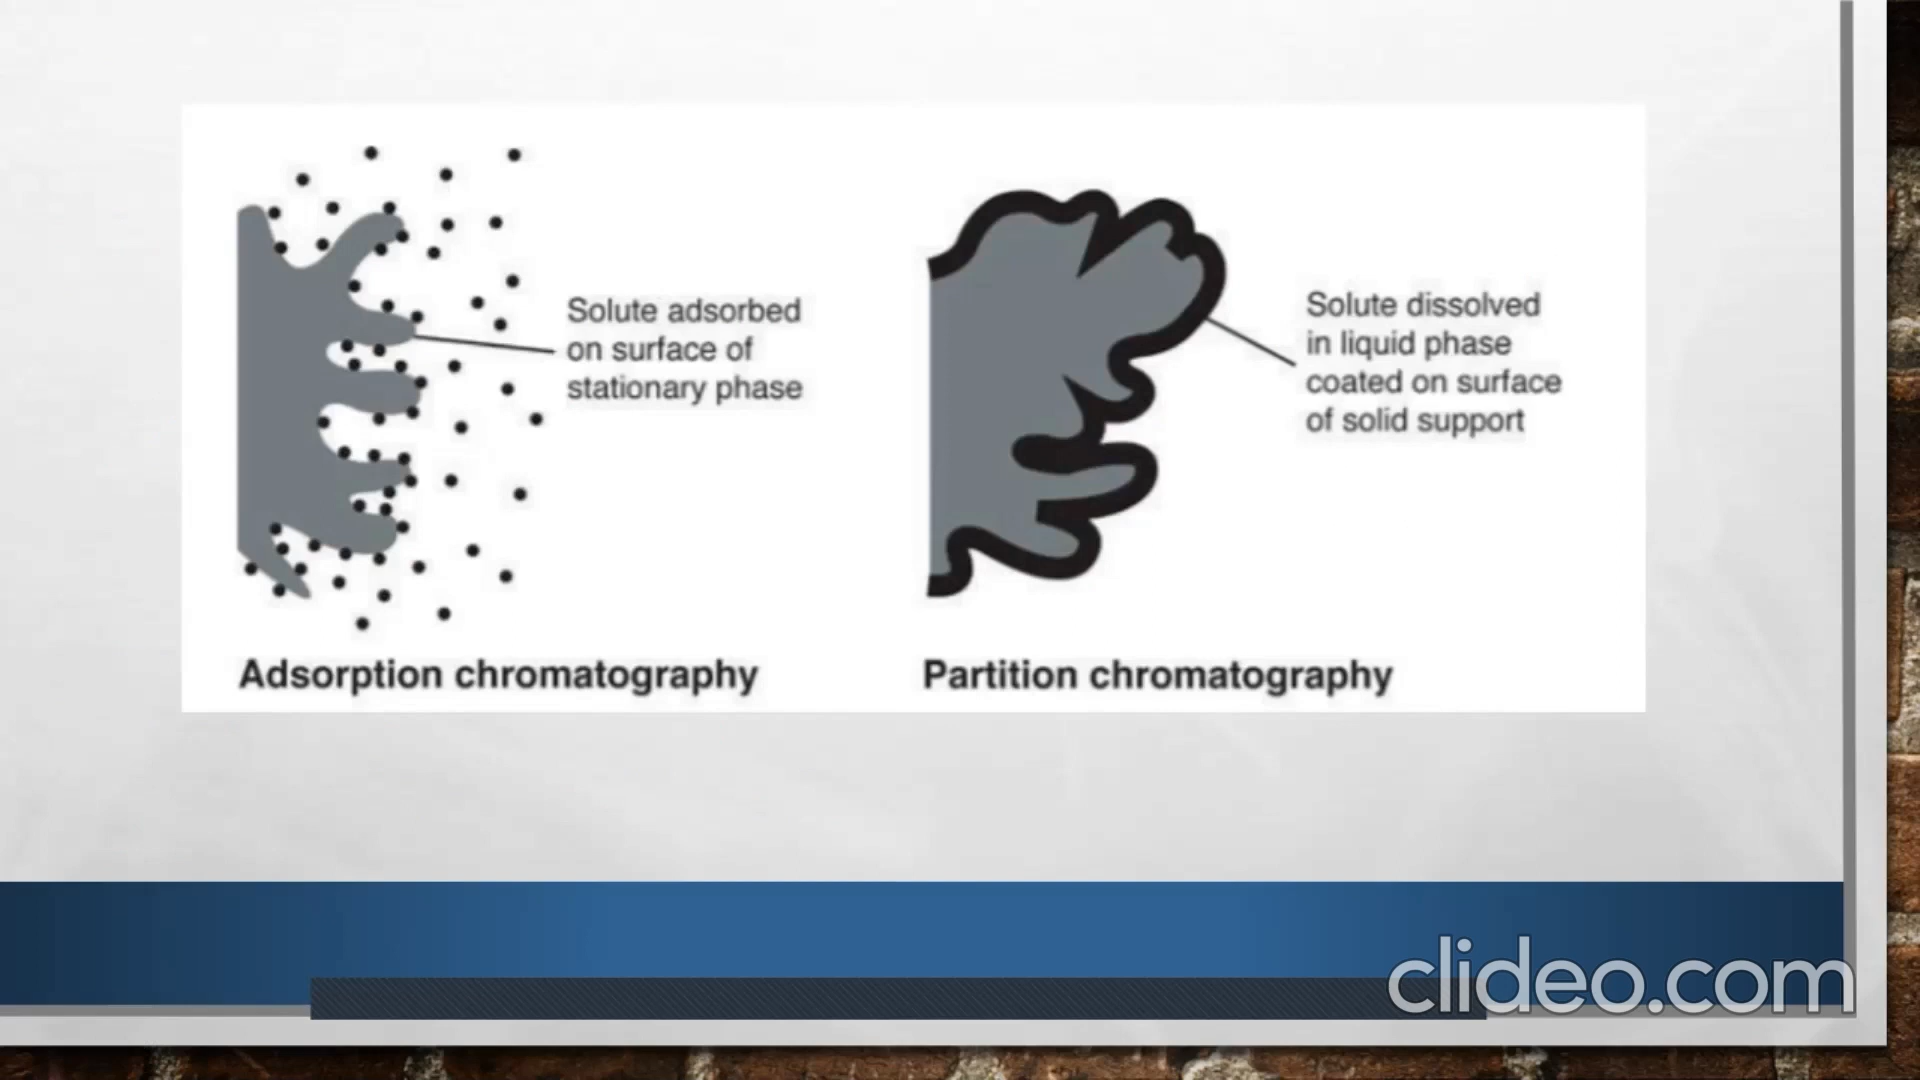 Solute adsorbed
on surface of
stationary phase
Adsorption chromatography
Solute dissolved
in liquid phase
coated on surface
of solid support
Partition chromatography
clideo.com